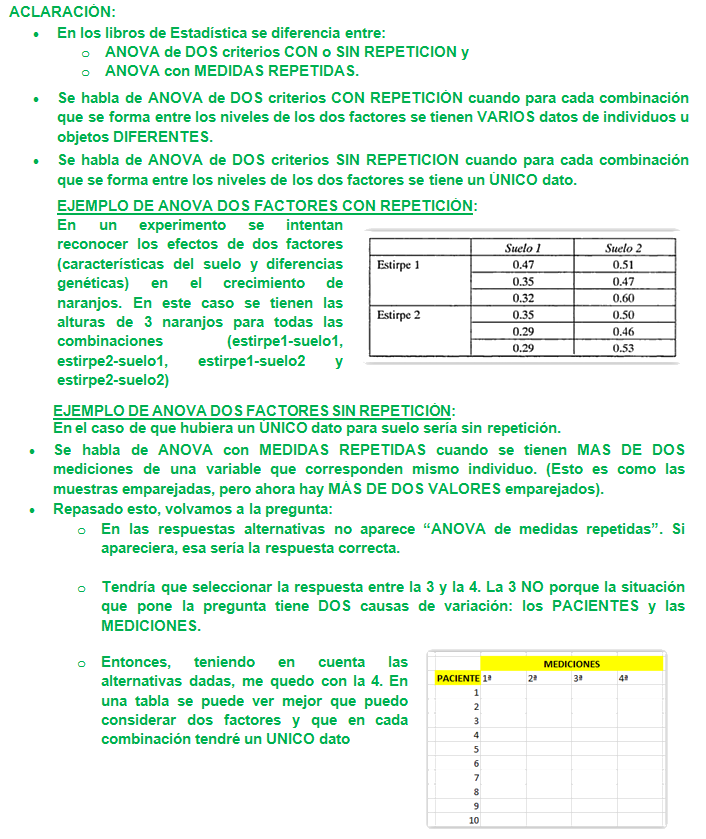 ACLARACIÓN:
• En los libros de Estadística se diferencia entre:
o ANOVA de DOS criterios CON o SIN REPETICION y
o ANOVA con MEDIDAS REPETIDAS.
• Se habla de ANOVA de DOS criterios CON REPETICIÓN cuando para cada combinación
que se forma entre los niveles de los dos factores se tienen VARIOS datos de individuos u
objetos DIFERENTES.
• Se habla de ANOVA de DOS criterios SIN REPETICION cuando para cada combinación
que se forma entre los niveles de los dos factores se tiene un ÚNICO dato.
EJEMPLO DE ANOVA DOS FACTORES CON REPETICIÓN:
En un experimento se intentan
reconocer los efectos de dos factores
(características del suelo y diferencias
genéticas) en el crecimiento de
naranjos. En este caso se tienen las
alturas de 3 naranjos para todas las
combinaciones (estirpe1-suelo1,
estirpe2-suelo1, estirpe1-suelo2 y
estirpe2-suelo2)
Suelo 1 Suelo 2
Estirpe 1 0.47 0.51
0.35 0.47
0.32 0.60
Estirpe 2 0.35 0.50
0.29 0.46
0.29 0.53
EJEMPLO DE ANOVA DOS FACTORES SIN REPETICIÓN:
En el caso de que hubiera un ÚNICO dato para suelo sería sin repetición.
• Se habla de ANOVA con MEDIDAS REPETIDAS cuando se tienen MAS DE DOS
mediciones de una variable que corresponden mismo individuo. (Esto es como las
muestras emparejadas, pero ahora hay MÁS DE DOS VALORES emparejados).
• Repasado esto, volvamos a la pregunta:
o En las respuestas alternativas no aparece “ANOVA de medidas repetidas”. Si
apareciera, esa sería la respuesta correcta.
o Tendría que seleccionar la respuesta entre la 3 y la 4. La 3 NO porque la situación
que pone la pregunta tiene DOS causas de variación: los PACIENTES y las
MEDICIONES.
o Entonces, teniendo en cuenta las
alternativas dadas, me quedo con la 4. En
una tabla se puede ver mejor que puedo
considerar dos factores y que en cada
combinación tendré un UNICO dato
MEDICIONES
PACIENTE 1ª 2ª 3ª 4ª
1
2
3
4
5
6
7
8
9
10